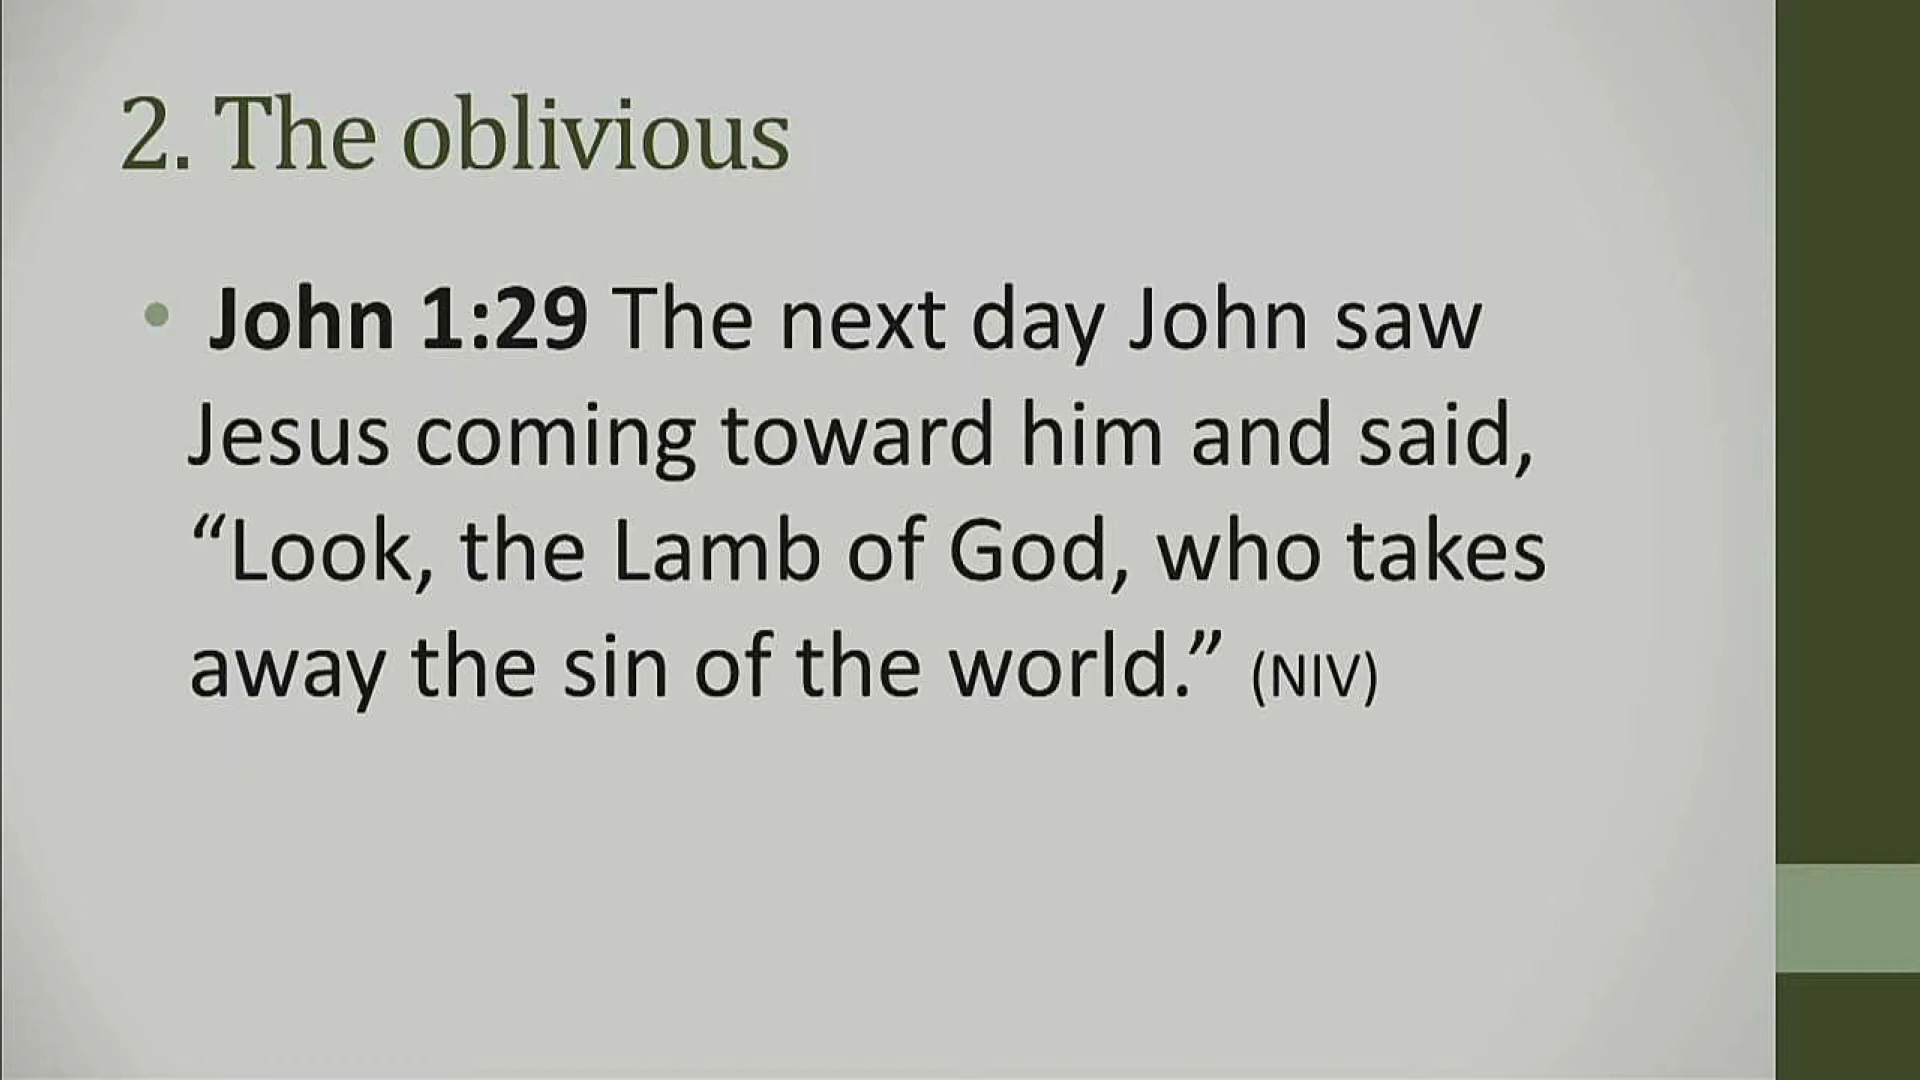 2. The oblivious
• John 1:29 The next day John saw
Jesus coming toward him and said,
“Look, the Lamb of God, who takes
away the sin of the world.” (NIV)